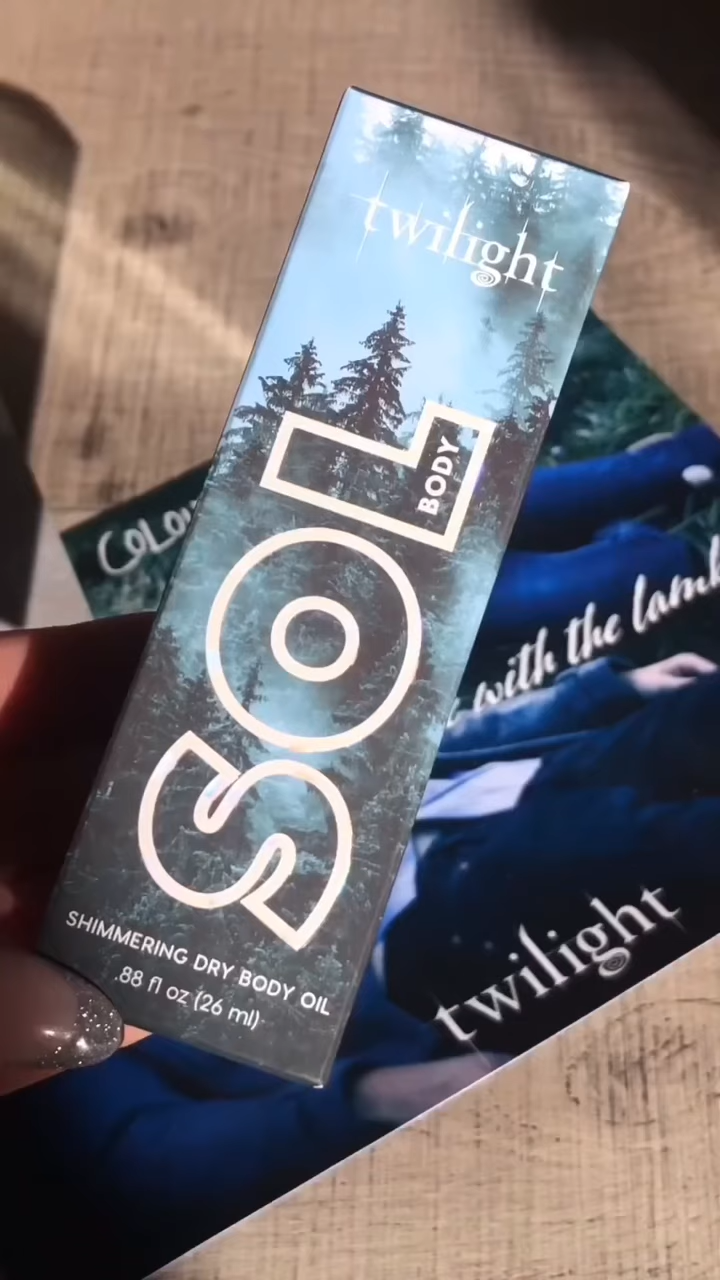 twilight
SOL
BODY
SHIMMERING DRY BODY OIL
.88 fl oz (26 ml)
with the lamb
twilight